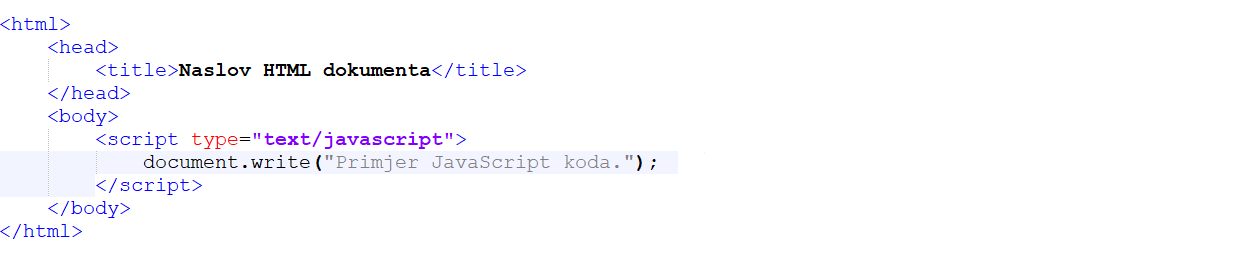 <html>
<head>
<title>Naslov HTML dokumenta</title>
</head>
<body>
<script type="text/javascript">
document.write("Primjer JavaScript koda.");
</script>
</body>
</html>